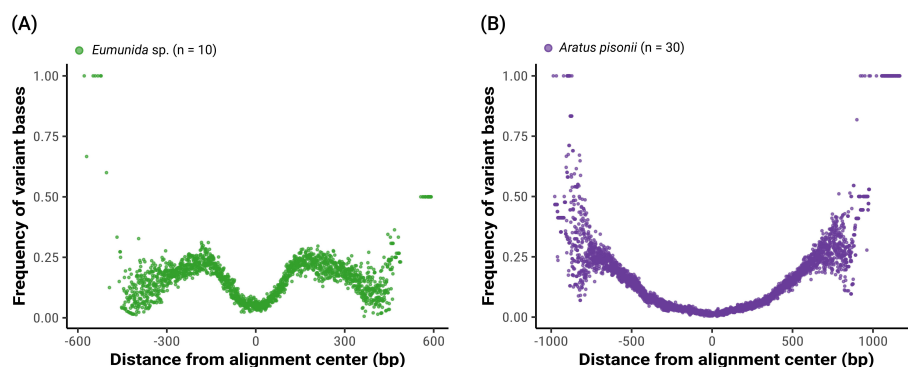 (A)
Eumunida sp. (n = 10)
1.00
0.75
0.50
0.25
0.00
Frequency of variant bases
-600
-300
0
300
600
Distance from alignment center (bp)
(B)
Aratus pisonii (n = 30)
1.00
0.75
0.50
0.25
0.00
Frequency of variant bases
-1000
-500
0
500
1000
Distance from alignment center (bp)